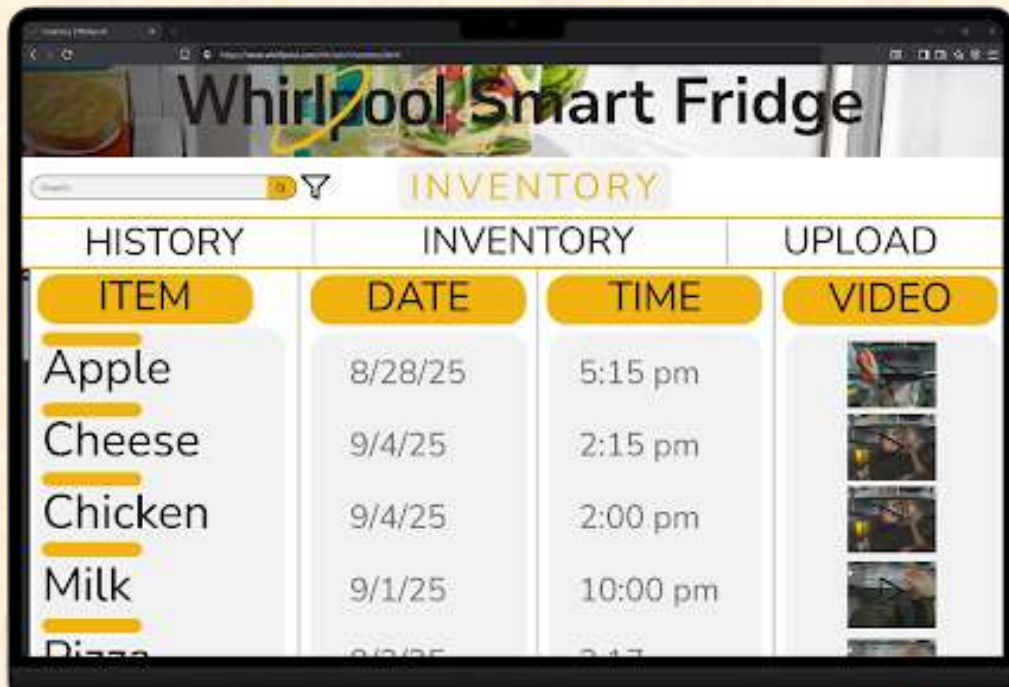 Whirlpool Smart Fridge
Search
INVENTORY
HISTORY INVENTORY UPLOAD
ITEM DATE TIME VIDEO
Apple 8/28/25 5:15 pm
Cheese 9/4/25 2:15 pm
Chicken 9/4/25 2:00 pm
Milk 9/1/25 10:00 pm
Pizza